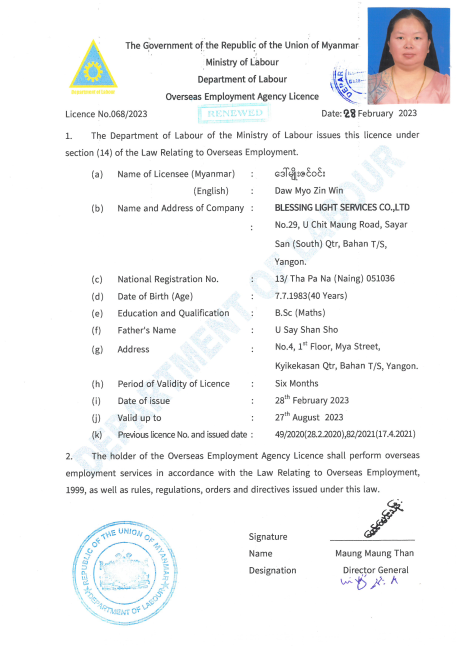 The Government of the Republic of the Union of Myanmar
Ministry of Labour
Department of Labour
Overseas Employment Agency Licence
Licence No.068/2023
RENEWED
Date: 28 February 2023
1. The Department of Labour of the Ministry of Labour issues this licence under
section (14) of the Law Relating to Overseas Employment.
(a) Name of Licensee (Myanmar) : ဒေါ်မျိုးဇင်ဝင်း
(English) : Daw Myo Zin Win
(b) Name and Address of Company : BLESSING LIGHT SERVICES CO.,LTD
: No.29, U Chit Maung Road, Sayar
San (South) Qtr, Bahan T/S,
Yangon.
(c) National Registration No. : 13/ Tha Pa Na (Naing) 051036
(d) Date of Birth (Age) : 7.7.1983(40 Years)
(e) Education and Qualification : B.Sc (Maths)
(f) Father's Name : U Say Shan Sho
(g) Address : No.4, 1st Floor, Mya Street,
Kyikekasan Qtr, Bahan T/S, Yangon.
(h) Period of Validity of Licence : Six Months
(i) Date of issue : 28th February 2023
(j) Valid up to : 27th August 2023
(k) Previous licence No. and issued date : 49/2020(28.2.2020),82/2021(17.4.2021)
2. The holder of the Overseas Employment Agency Licence shall perform overseas
employment services in accordance with the Law Relating to Overseas Employment,
1999, as well as rules, regulations, orders and directives issued under this law.
DEPARTMENT OF LABOUR
REPUBLIC OF THE UNION OF MYANMAR
DEPARTMENT OF LABOUR
Signature
Name Maung Maung Than
Designation Director General